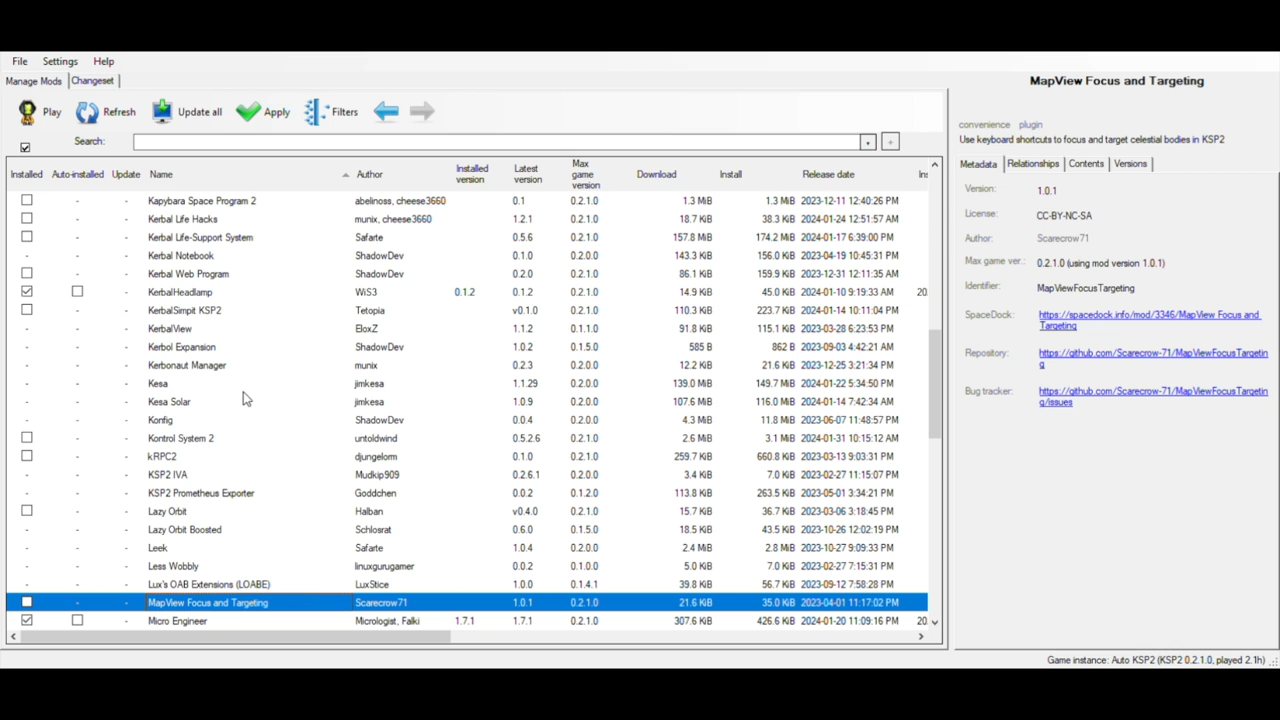 File Settings Help
Manage Mods Changeset
Play Refresh Update all Apply Filters
Search:
Installed Auto-installed Update Name Author Installed version Latest version Max game version Download Install Release date Ins
Kapybara Space Program 2 abelinoss, cheese3660 0.1 0.2.1.0 1.3 MiB 1.3 MiB 2023-12-11 12:40:26 PM
Kerbal Life Hacks munix, cheese3660 1.2.1 0.2.1.0 18.7 KiB 38.3 KiB 2024-01-24 12:51:57 AM
Kerbal Life-Support System Safarte 0.5.6 0.2.1.0 157.8 MiB 174.2 MiB 2024-01-17 6:39:00 PM
- - - Kerbal Notebook ShadowDev 0.1.0 0.2.0.0 143.3 KiB 156.0 KiB 2023-04-19 10:45:31 PM
- - Kerbal Web Program ShadowDev 0.2.0 0.2.1.0 86.1 KiB 159.9 KiB 2023-12-31 12:11:35 AM
- KerbalHeadlamp WiS3 0.1.2 0.1.2 0.2.1.0 14.9 KiB 45.0 KiB 2024-01-10 9:19:33 AM 20
- - KerbalSimpit KSP2 Tetopia v0.1.0 0.2.1.0 110.3 KiB 223.7 KiB 2024-01-14 10:11:04 PM
- - - KerbalView EloxZ 1.1.2 0.1.1.0 91.8 KiB 115.1 KiB 2023-03-28 6:23:53 PM
- - - Kerbol Expansion ShadowDev 1.0.2 0.1.5.0 585 B 862 B 2023-09-03 4:42:21 AM
- - - Kerbonaut Manager munix 0.2.3 0.2.0.0 12.2 KiB 21.6 KiB 2023-12-25 3:21:34 PM
- - - Kesa jimkesa 1.1.29 0.2.0.0 139.0 MiB 149.7 MiB 2024-01-22 5:34:50 PM
- - - Kesa Solar jimkesa 1.0.9 0.2.0.0 107.6 MiB 116.0 MiB 2024-01-14 7:42:34 AM
- - - Konfig ShadowDev 0.0.4 0.2.0.0 4.3 KiB 11.8 KiB 2023-06-07 11:48:57 PM
- - Kontrol System 2 untoldwind 0.5.2.6 0.2.1.0 2.6 MiB 3.1 MiB 2024-01-31 10:15:12 AM
- - kRPC2 djungelorm 0.1.0 0.2.1.0 259.7 KiB 660.8 KiB 2023-03-13 9:03:31 PM
- - - KSP2 IVA Mudkip909 0.2.6.1 0.2.0.0 3.4 KiB 7.0 KiB 2023-02-27 11:15:07 PM
- - - KSP2 Prometheus Exporter Goddchen 0.0.2 0.1.2.0 113.8 KiB 263.5 KiB 2023-05-01 3:34:21 PM
- - Lazy Orbit Halban v0.4.0 0.2.1.0 15.7 KiB 36.7 KiB 2023-03-06 3:18:45 PM
- - - Lazy Orbit Boosted Schlosrat 0.6.0 0.1.5.0 18.5 KiB 43.5 KiB 2023-10-26 12:02:19 PM
- - - Leek Safarte 1.0.4 0.2.0.0 2.4 MiB 2.8 MiB 2023-10-27 9:09:33 PM
- - - Less Wobbly linuxgurugamer 0.0.2 0.1.0.0 5.0 KiB 7.0 KiB 2023-02-27 7:15:31 PM
- - - Lux's OAB Extensions (LOABE) LuxStice 1.0.0 0.1.4.1 39.8 KiB 56.7 KiB 2023-09-12 7:58:28 PM
- - MapView Focus and Targeting Scarecrow71 1.0.1 0.2.1.0 21.6 KiB 35.0 KiB 2023-04-01 11:17:02 PM
- Micro Engineer Micrologist, Falki 1.7.1 1.7.1 0.2.1.0 307.6 KiB 426.6 KiB 2024-01-20 11:09:16 PM 20
MapView Focus and Targeting
convenience plugin
Use keyboard shortcuts to focus and target celestial bodies in KSP2
Metadata Relationships Contents Versions
Version: 1.0.1
License: CC-BY-NC-SA
Author: Scarecrow71
Max game ver.: 0.2.1.0 (using mod version 1.0.1)
Identifier: MapViewFocusTargeting
SpaceDock: https://spacedock.info/mod/3346/MapView Focus and
Targeting
Repository: https://github.com/Scarecrow-71/MapViewFocusTargetin
g
Bug tracker: https://github.com/Scarecrow-71/MapViewFocusTargetin
g/issues
Game instance: Auto KSP2 (KSP2 0.2.1.0, played 2.1h)